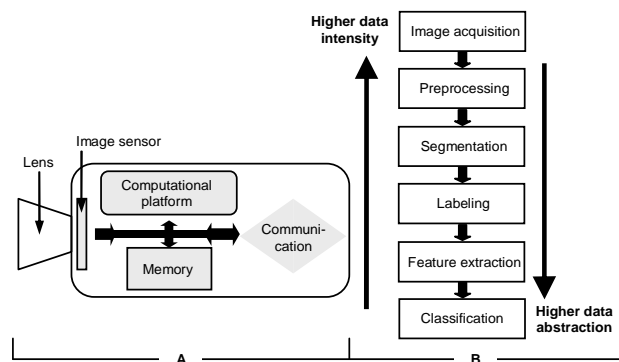 Lens
Image sensor
Computational
platform
Memory
Communi-
cation
A
Higher data
intensity
Image acquisition
Preprocessing
Segmentation
Labeling
Feature extraction
Classification
Higher data
abstraction
B